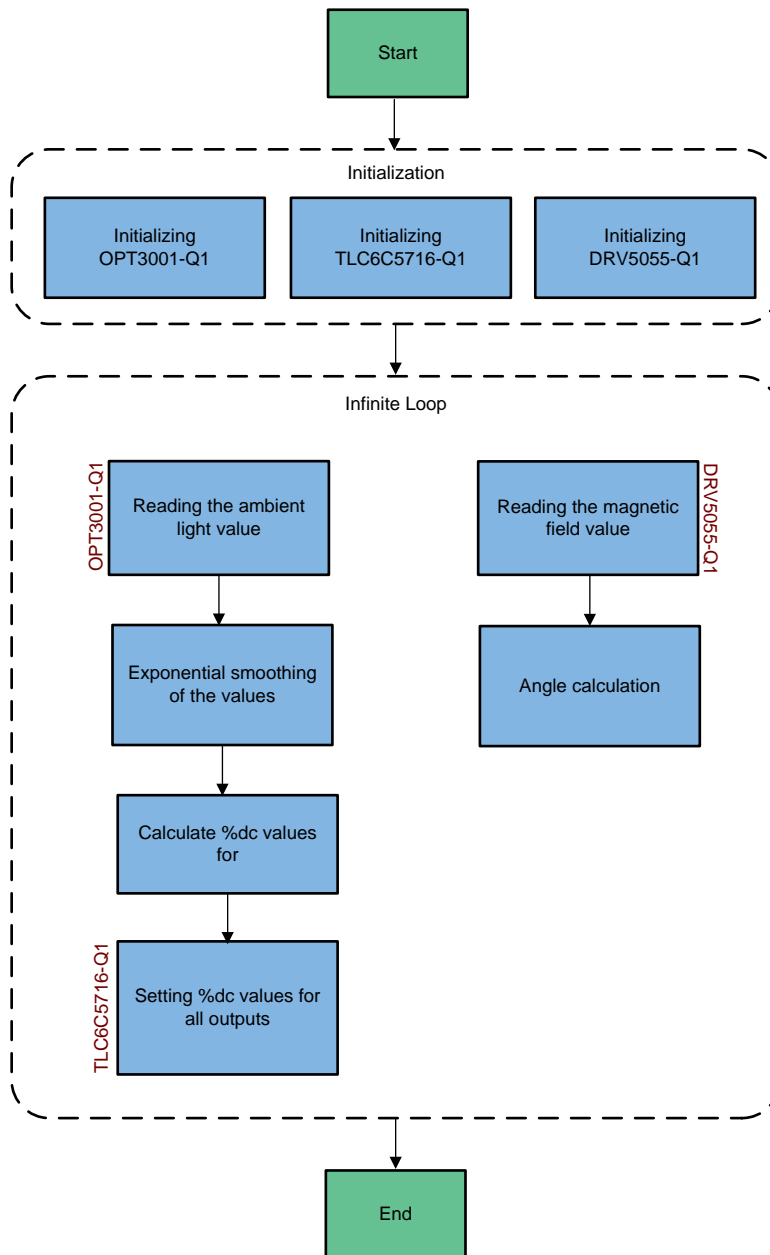 Start
Initialization
Initializing
OPT3001-Q1
Initializing
TLC6C5716-Q1
Initializing
DRV5055-Q1
Infinite Loop
OPT3001-Q1
Reading the ambient
light value
Reading the magnetic
field value
DRV5055-Q1
Exponential smoothing
of the values
Angle calculation
Calculate %dc values
for
TLC6C5716-Q1
Setting %dc values for
all outputs
End